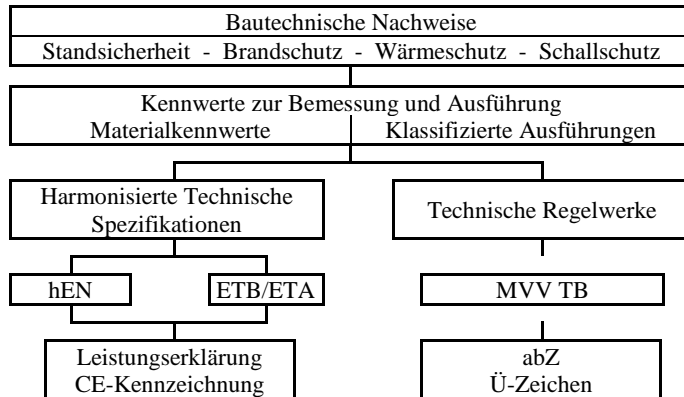 Bautechnische Nachweise
Standsicherheit - Brandschutz - Wärmeschutz - Schallschutz
Kennwerte zur Bemessung und Ausführung
Materialkennwerte Klassifizierte Ausführungen
Harmonisierte Technische
Spezifikationen
Technische Regelwerke
hEN
ETB/ETA
MVV TB
Leistungserklärung
CE-Kennzeichnung
abZ
Ü-Zeichen